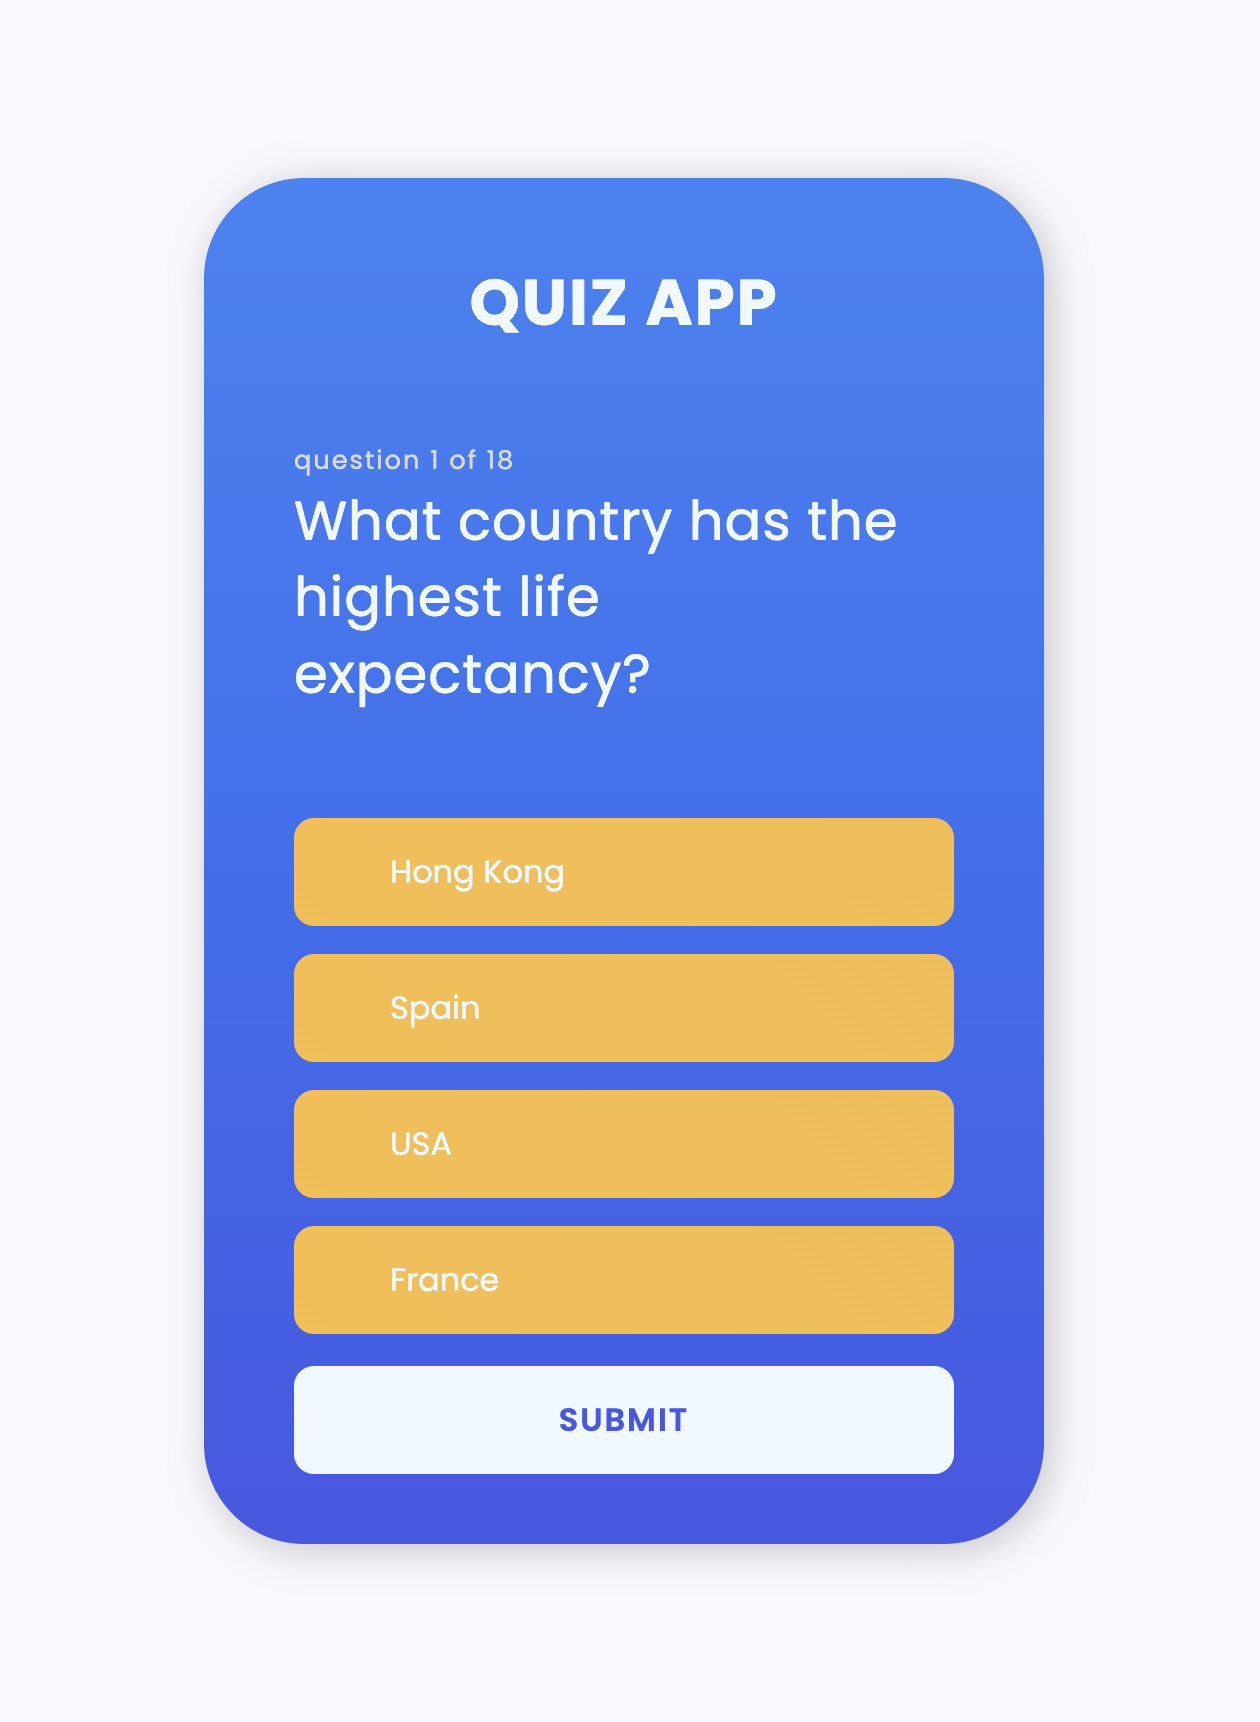 QUIZ APP
question 1 of 18
What country has the
highest life
expectancy?
Hong Kong
Spain
USA
France
SUBMIT